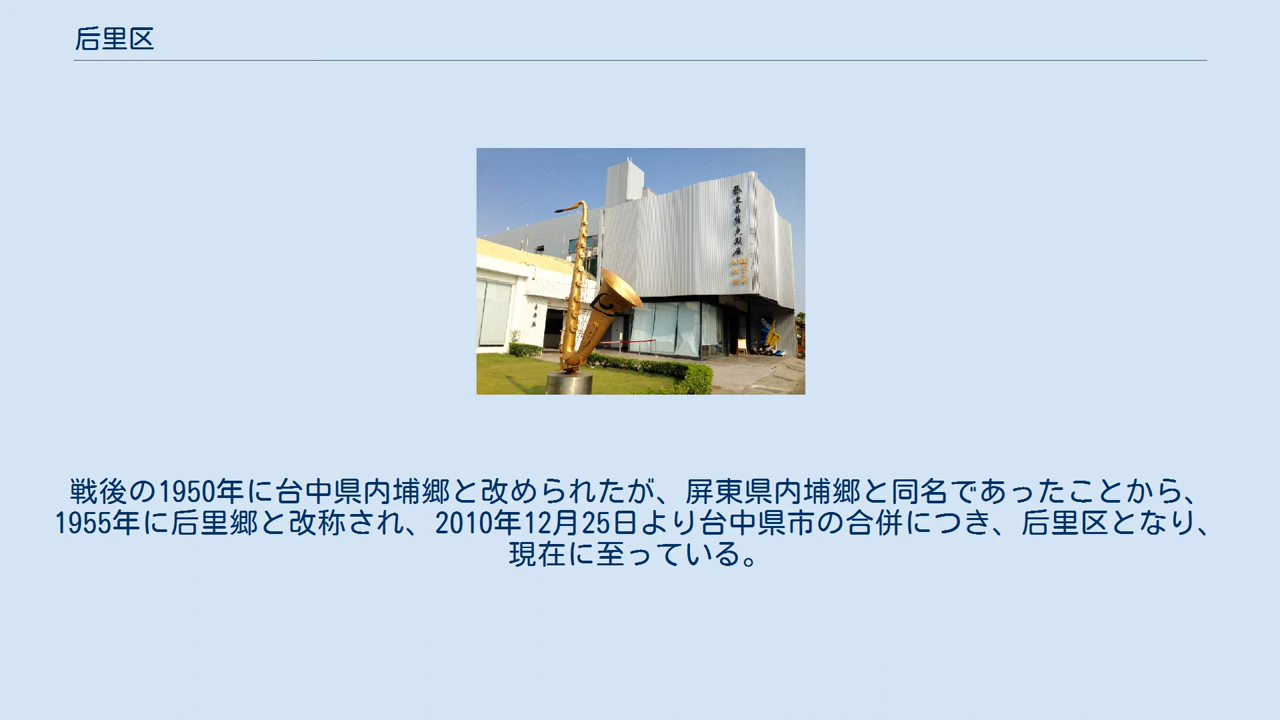 后里区
戦後の1950年に台中県内埔郷と改められたが、屏東県内埔郷と同名であったことから、
1955年に后里郷と改称され、2010年12月25日より台中県市の合併につき、后里区となり、
現在に至っている。